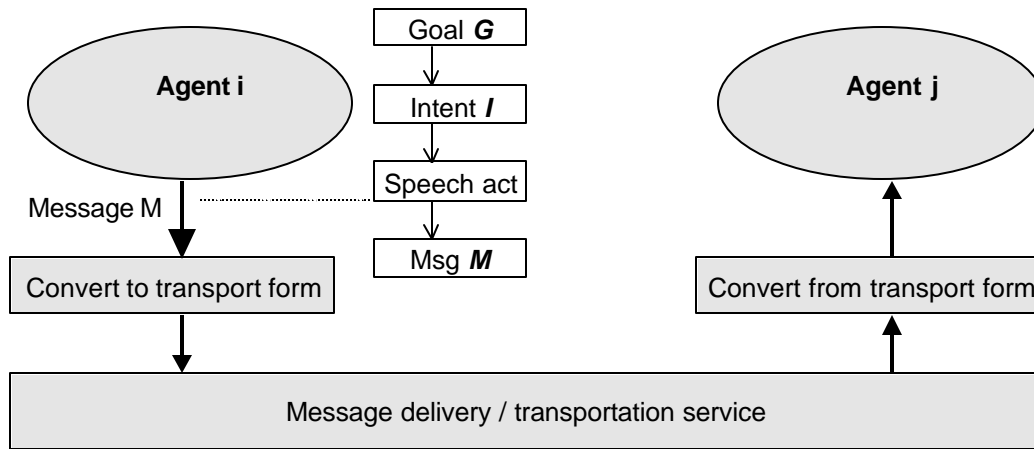 Goal G
Agent i
Agent j
Intent I
Speech act
Message M
Msg M
Convert to transport form
Convert from transport form
Message delivery / transportation service